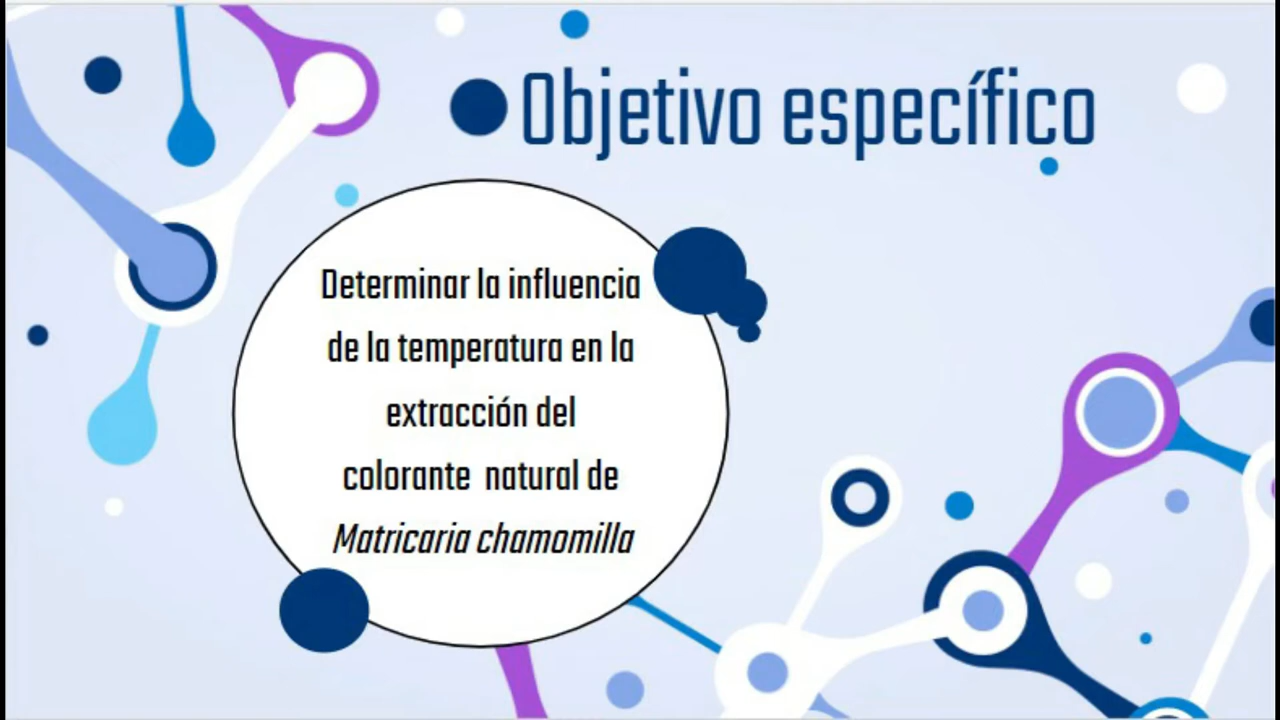 Objetivo específico
Determinar la influencia
de la temperatura en la
extracción del
colorante  natural de
Matricaria chamomilla